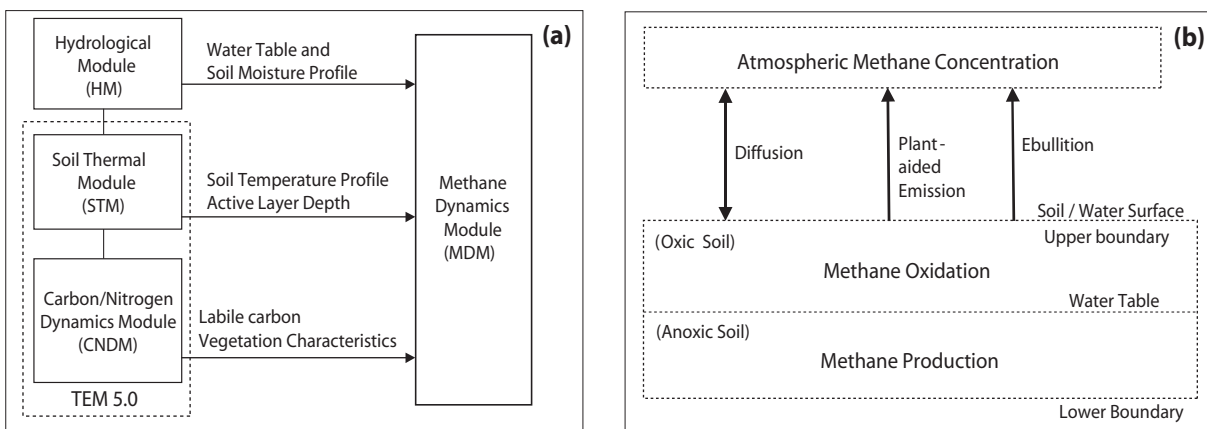 (a)
Hydrological
Module
(HM)
Water Table and
Soil Moisture Profile
Soil Thermal
Module
(STM)
Soil Temperature Profile
Active Layer Depth
Methane
Dynamics
Module
(MDM)
Carbon/Nitrogen
Dynamics Module
(CNDM)
Labile carbon
Vegetation Characteristics
TEM 5.0
(b)
Atmospheric Methane Concentration
Diffusion
Plant-
aided
Emission
Ebullition
Soil / Water Surface
Upper boundary
(Oxic Soil)
Methane Oxidation
Water Table
(Anoxic Soil)
Methane Production
Lower Boundary